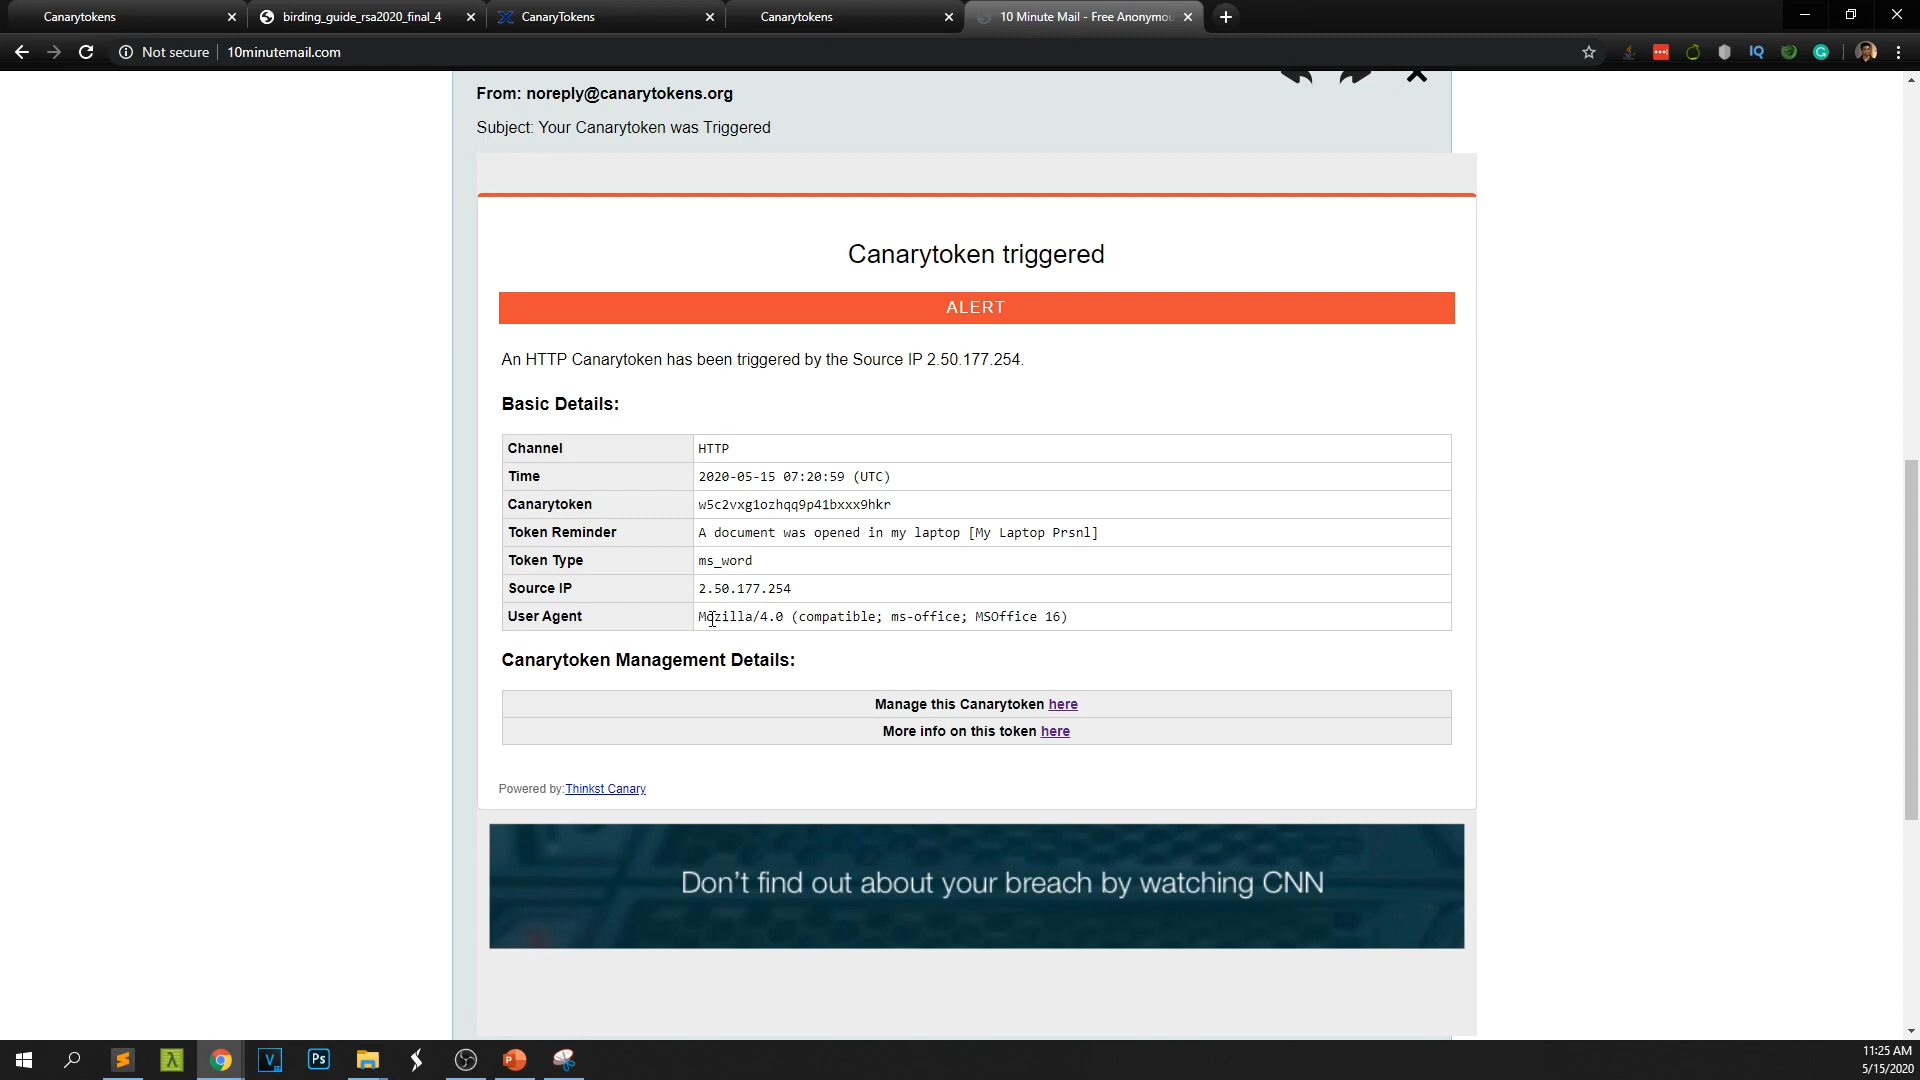 Canarytokens
birding_guide_rsa2020_final_4
CanaryTokens
Canarytokens
10 Minute Mail - Free Anonymou
Not secure
10minutemail.com
IQ
From: noreply@canarytokens.org
Subject: Your Canarytoken was Triggered
Canarytoken triggered
ALERT
An HTTP Canarytoken has been triggered by the Source IP 2.50.177.254.
Basic Details:
Channel HTTP
Time 2020-05-15 07:20:59 (UTC)
Canarytoken w5c2vxg1ozhqq9p41bxxx9hkr
Token Reminder A document was opened in my laptop [My Laptop Prsnl]
Token Type ms_word
Source IP 2.50.177.254
User Agent Mozilla/4.0 (compatible; ms-office; MSOffice 16)
Canarytoken Management Details:
Manage this Canarytoken here
More info on this token here
Powered by:Thinkst Canary
Don't find out about your breach by watching CNN
V
Ps
P
11:25 AM
5/15/2020